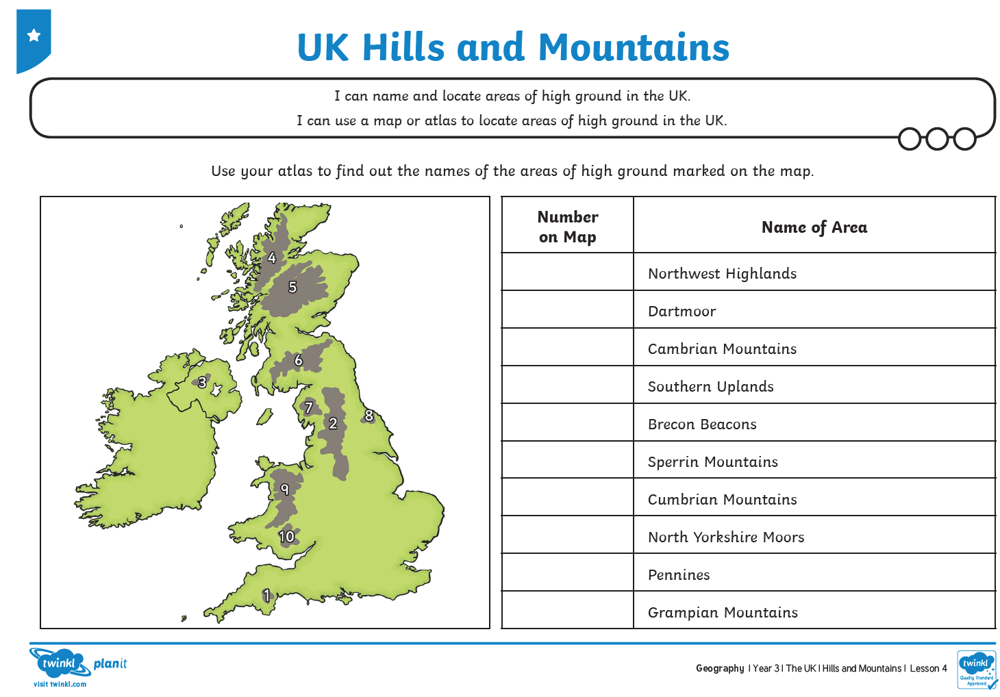 UK Hills and Mountains
I can name and locate areas of high ground in the UK.
I can use a map or atlas to locate areas of high ground in the UK.
Use your atlas to find out the names of the areas of high ground marked on the map.
4
5
6
3
7
8
2
9
10
1
Number
on Map
Name of Area
Northwest Highlands
Dartmoor
Cambrian Mountains
Southern Uplands
Brecon Beacons
Sperrin Mountains
Cumbrian Mountains
North Yorkshire Moors
Pennines
Grampian Mountains
twinkl planit
visit twinkl.com
Geography | Year 3 | The UK | Hills and Mountains | Lesson 4
twinkl
Quality Standard
Approved